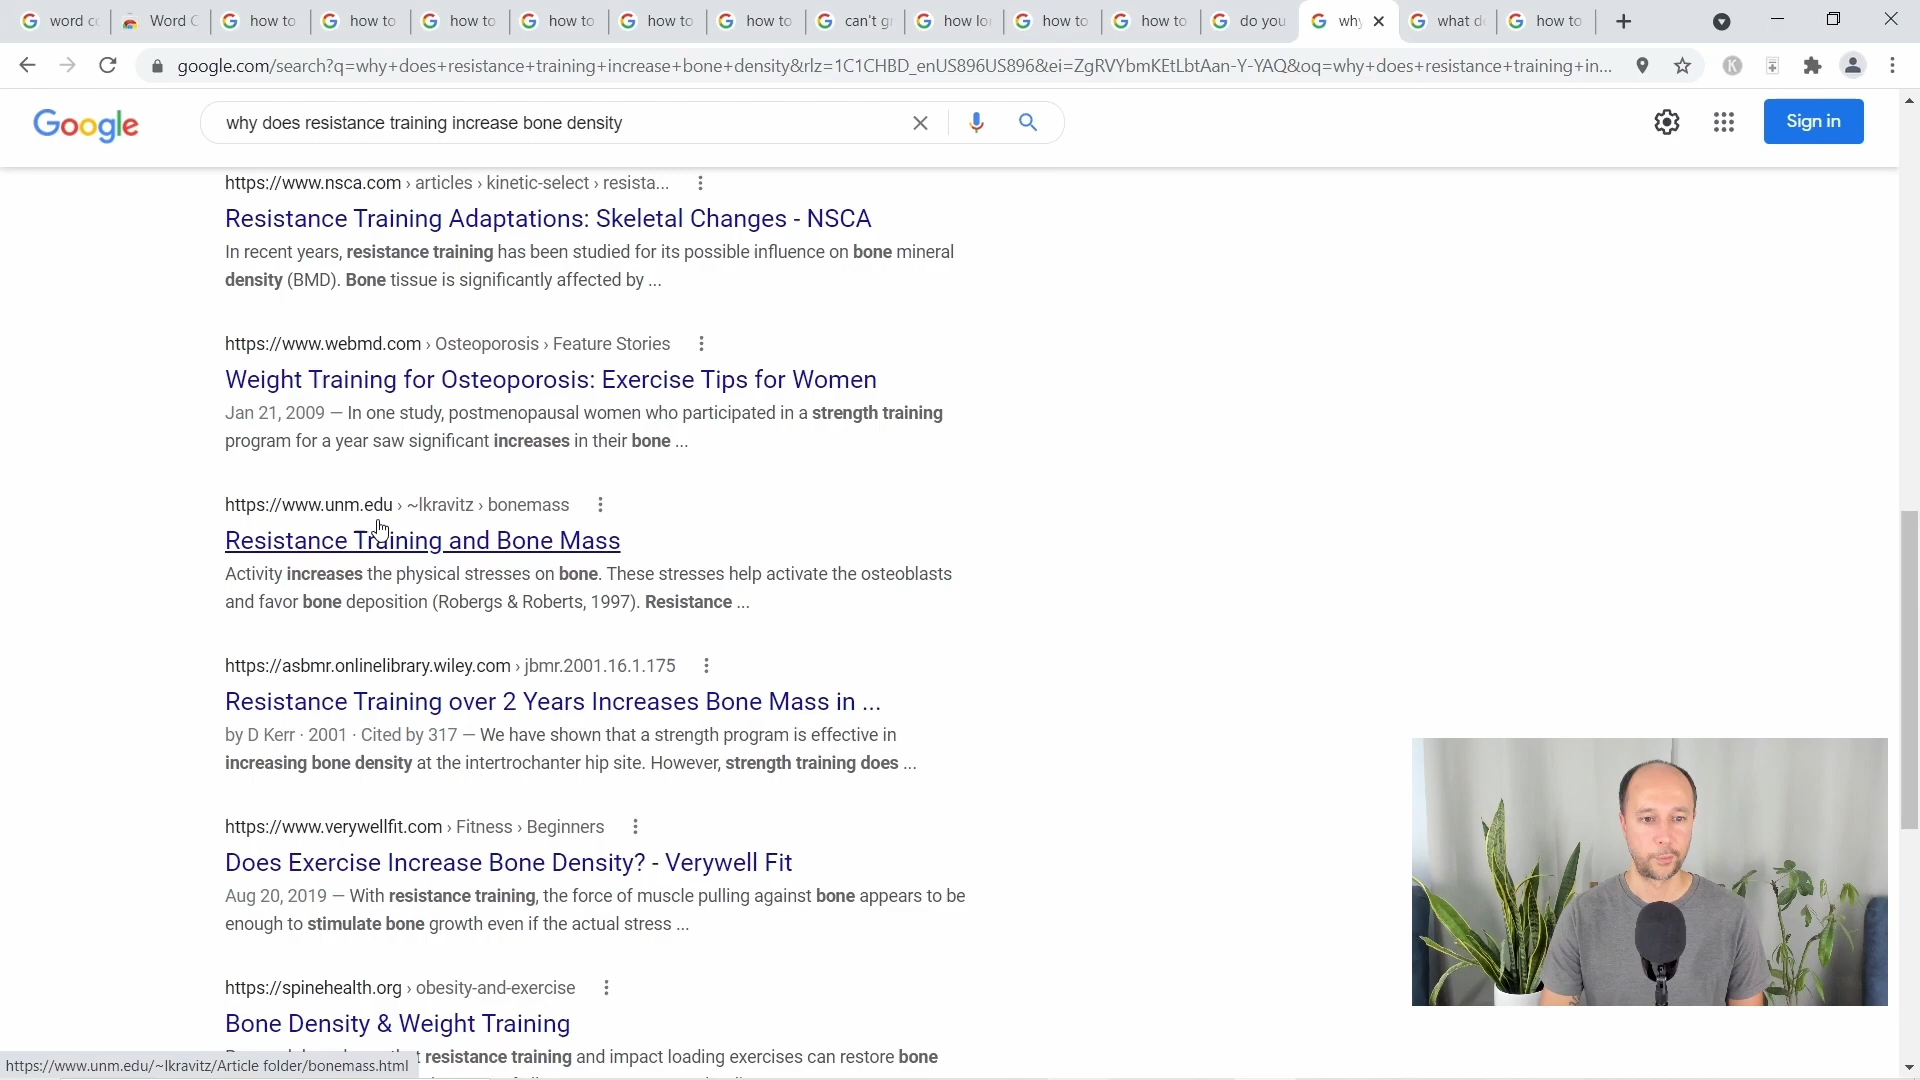 word c
Word C
how to
how to
how to
how to
how to
how to
can't gr
how lo
how to
how to
do you
why
what d
how to
google.com/search?q=why+does+resistance+training+increase+bone+density&rlz=1C1CHBD_enUS896US896&ei=ZgRVYbmKEtLbtAan-Y-YAQ&oq=why+does+resistance+training+in...
Google
why does resistance training increase bone density
Sign in
https://www.nsca.com › articles › kinetic-select › resista...
Resistance Training Adaptations: Skeletal Changes - NSCA
In recent years, resistance training has been studied for its possible influence on bone mineral
density (BMD). Bone tissue is significantly affected by ...
https://www.webmd.com › Osteoporosis › Feature Stories
Weight Training for Osteoporosis: Exercise Tips for Women
Jan 21, 2009 — In one study, postmenopausal women who participated in a strength training
program for a year saw significant increases in their bone ...
https://www.unm.edu › ~lkravitz › bonemass
Resistance Training and Bone Mass
Activity increases the physical stresses on bone. These stresses help activate the osteoblasts
and favor bone deposition (Robergs & Roberts, 1997). Resistance ...
https://asbmr.onlinelibrary.wiley.com › jbmr.2001.16.1.175
Resistance Training over 2 Years Increases Bone Mass in ...
by D Kerr · 2001 · Cited by 317 — We have shown that a strength program is effective in
increasing bone density at the intertrochanter hip site. However, strength training does ...
https://www.verywellfit.com › Fitness › Beginners
Does Exercise Increase Bone Density? - Verywell Fit
Aug 20, 2019 — With resistance training, the force of muscle pulling against bone appears to be
enough to stimulate bone growth even if the actual stress ...
https://spinehealth.org › obesity-and-exercise
Bone Density & Weight Training
resistance training and impact loading exercises can restore bone
https://www.unm.edu/~lkravitz/Article folder/bonemass.html